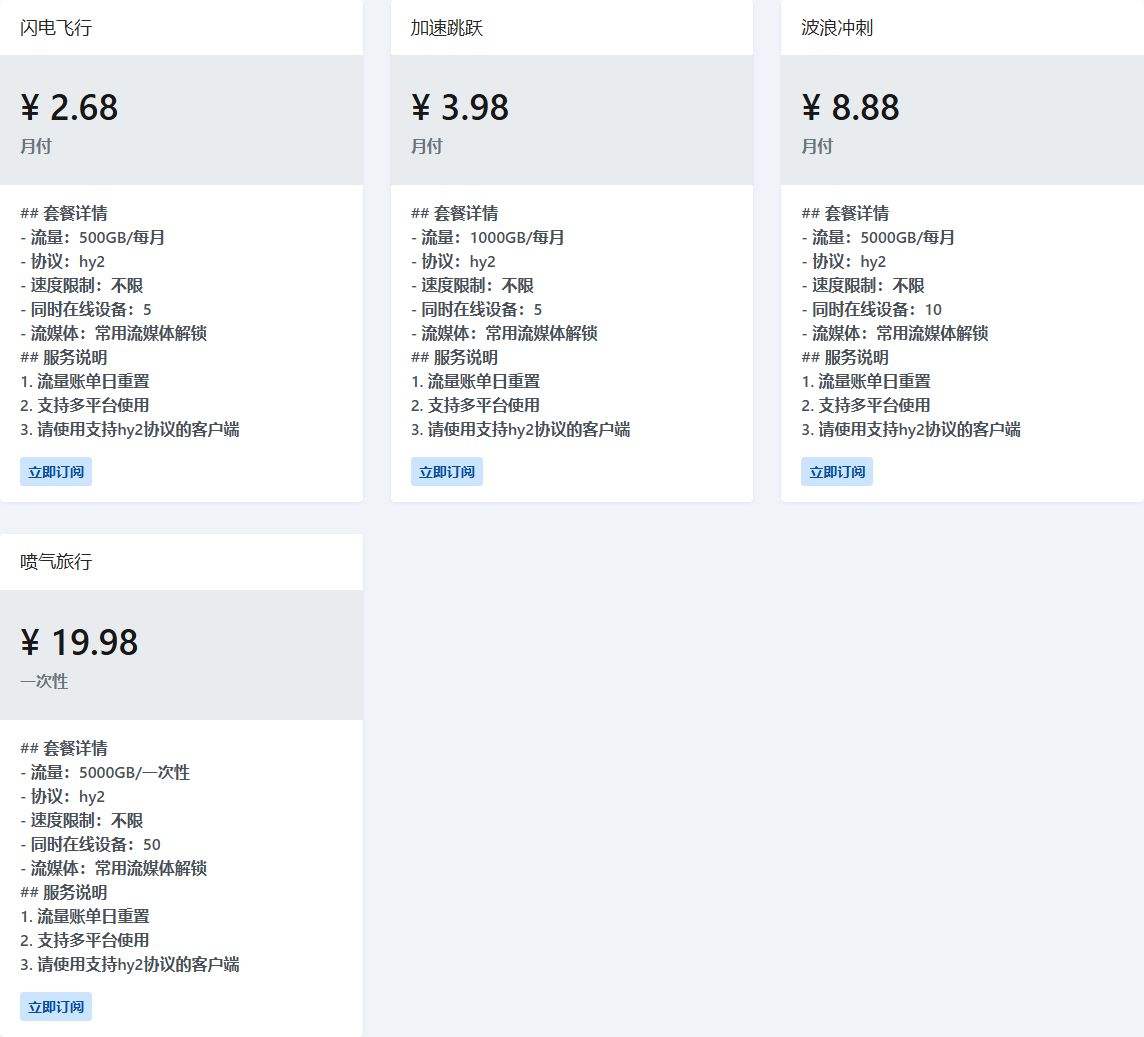 闪电飞行
¥ 2.68
月付
## 套餐详情
- 流量：500GB/每月
- 协议：hy2
- 速度限制：不限
- 同时在线设备：5
- 流媒体：常用流媒体解锁
## 服务说明
1. 流量账单日重置
2. 支持多平台使用
3. 请使用支持hy2协议的客户端
立即订阅
加速跳跃
¥ 3.98
月付
## 套餐详情
- 流量：1000GB/每月
- 协议：hy2
- 速度限制：不限
- 同时在线设备：5
- 流媒体：常用流媒体解锁
## 服务说明
1. 流量账单日重置
2. 支持多平台使用
3. 请使用支持hy2协议的客户端
立即订阅
波浪冲刺
¥ 8.88
月付
## 套餐详情
- 流量：5000GB/每月
- 协议：hy2
- 速度限制：不限
- 同时在线设备：10
- 流媒体：常用流媒体解锁
## 服务说明
1. 流量账单日重置
2. 支持多平台使用
3. 请使用支持hy2协议的客户端
立即订阅
喷气旅行
¥ 19.98
一次性
## 套餐详情
- 流量：5000GB/一次性
- 协议：hy2
- 速度限制：不限
- 同时在线设备：50
- 流媒体：常用流媒体解锁
## 服务说明
1. 流量账单日重置
2. 支持多平台使用
3. 请使用支持hy2协议的客户端
立即订阅